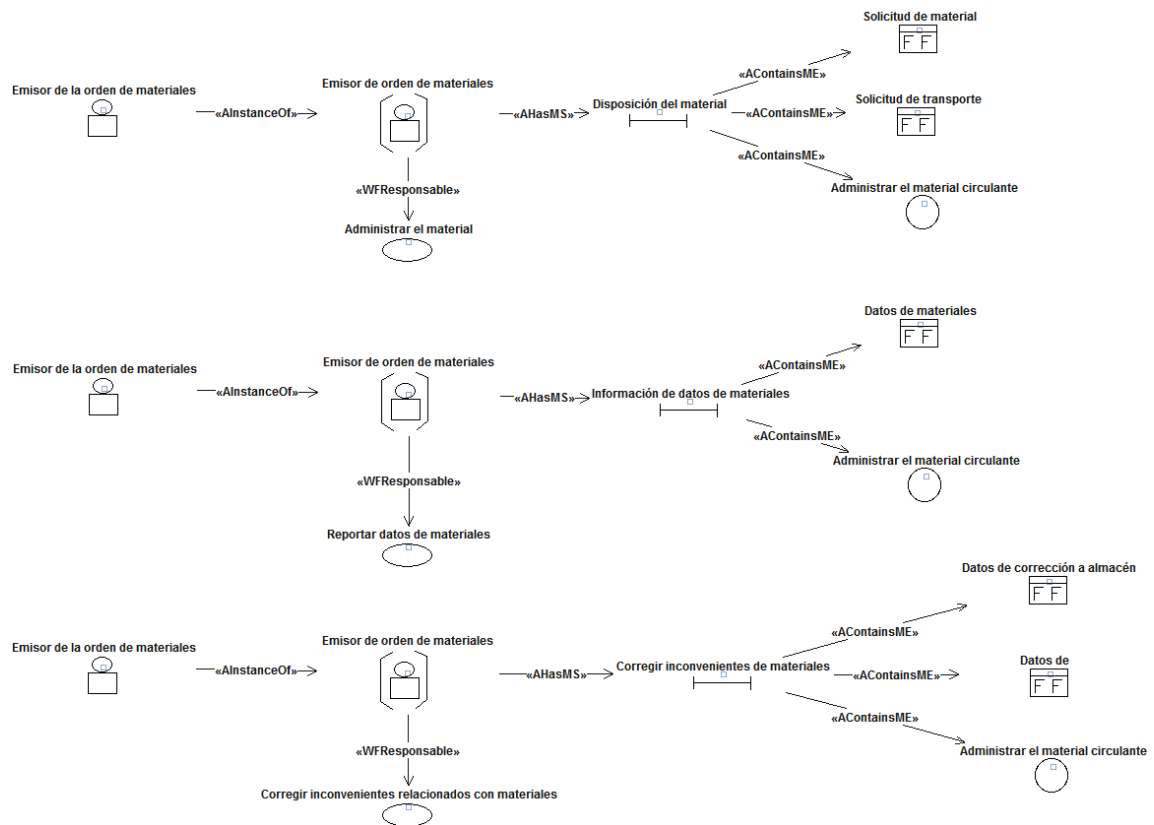 Solicitud de material
F F
«AContainsME»
Emisor de la orden de materiales
«AInstanceOf»
Emisor de orden de materiales
«AHasMS»
Disposición del material
«AContainsME»
Solicitud de transporte
F F
«AContainsME»
«WFResponsable»
Administrar el material circulante
Administrar el material
Datos de materiales
F F
«AContainsME»
Emisor de la orden de materiales
«AInstanceOf»
Emisor de orden de materiales
«AHasMS»
Información de datos de materiales
«AContainsME»
Administrar el material circulante
«WFResponsable»
Reportar datos de materiales
Datos de corrección a almacén
F F
«AContainsME»
Emisor de la orden de materiales
«AInstanceOf»
Emisor de orden de materiales
«AHasMS»
Corregir inconvenientes de materiales
«AContainsME»
Datos de
F F
«AContainsME»
«WFResponsable»
Administrar el material circulante
Corregir inconvenientes relacionados con materiales